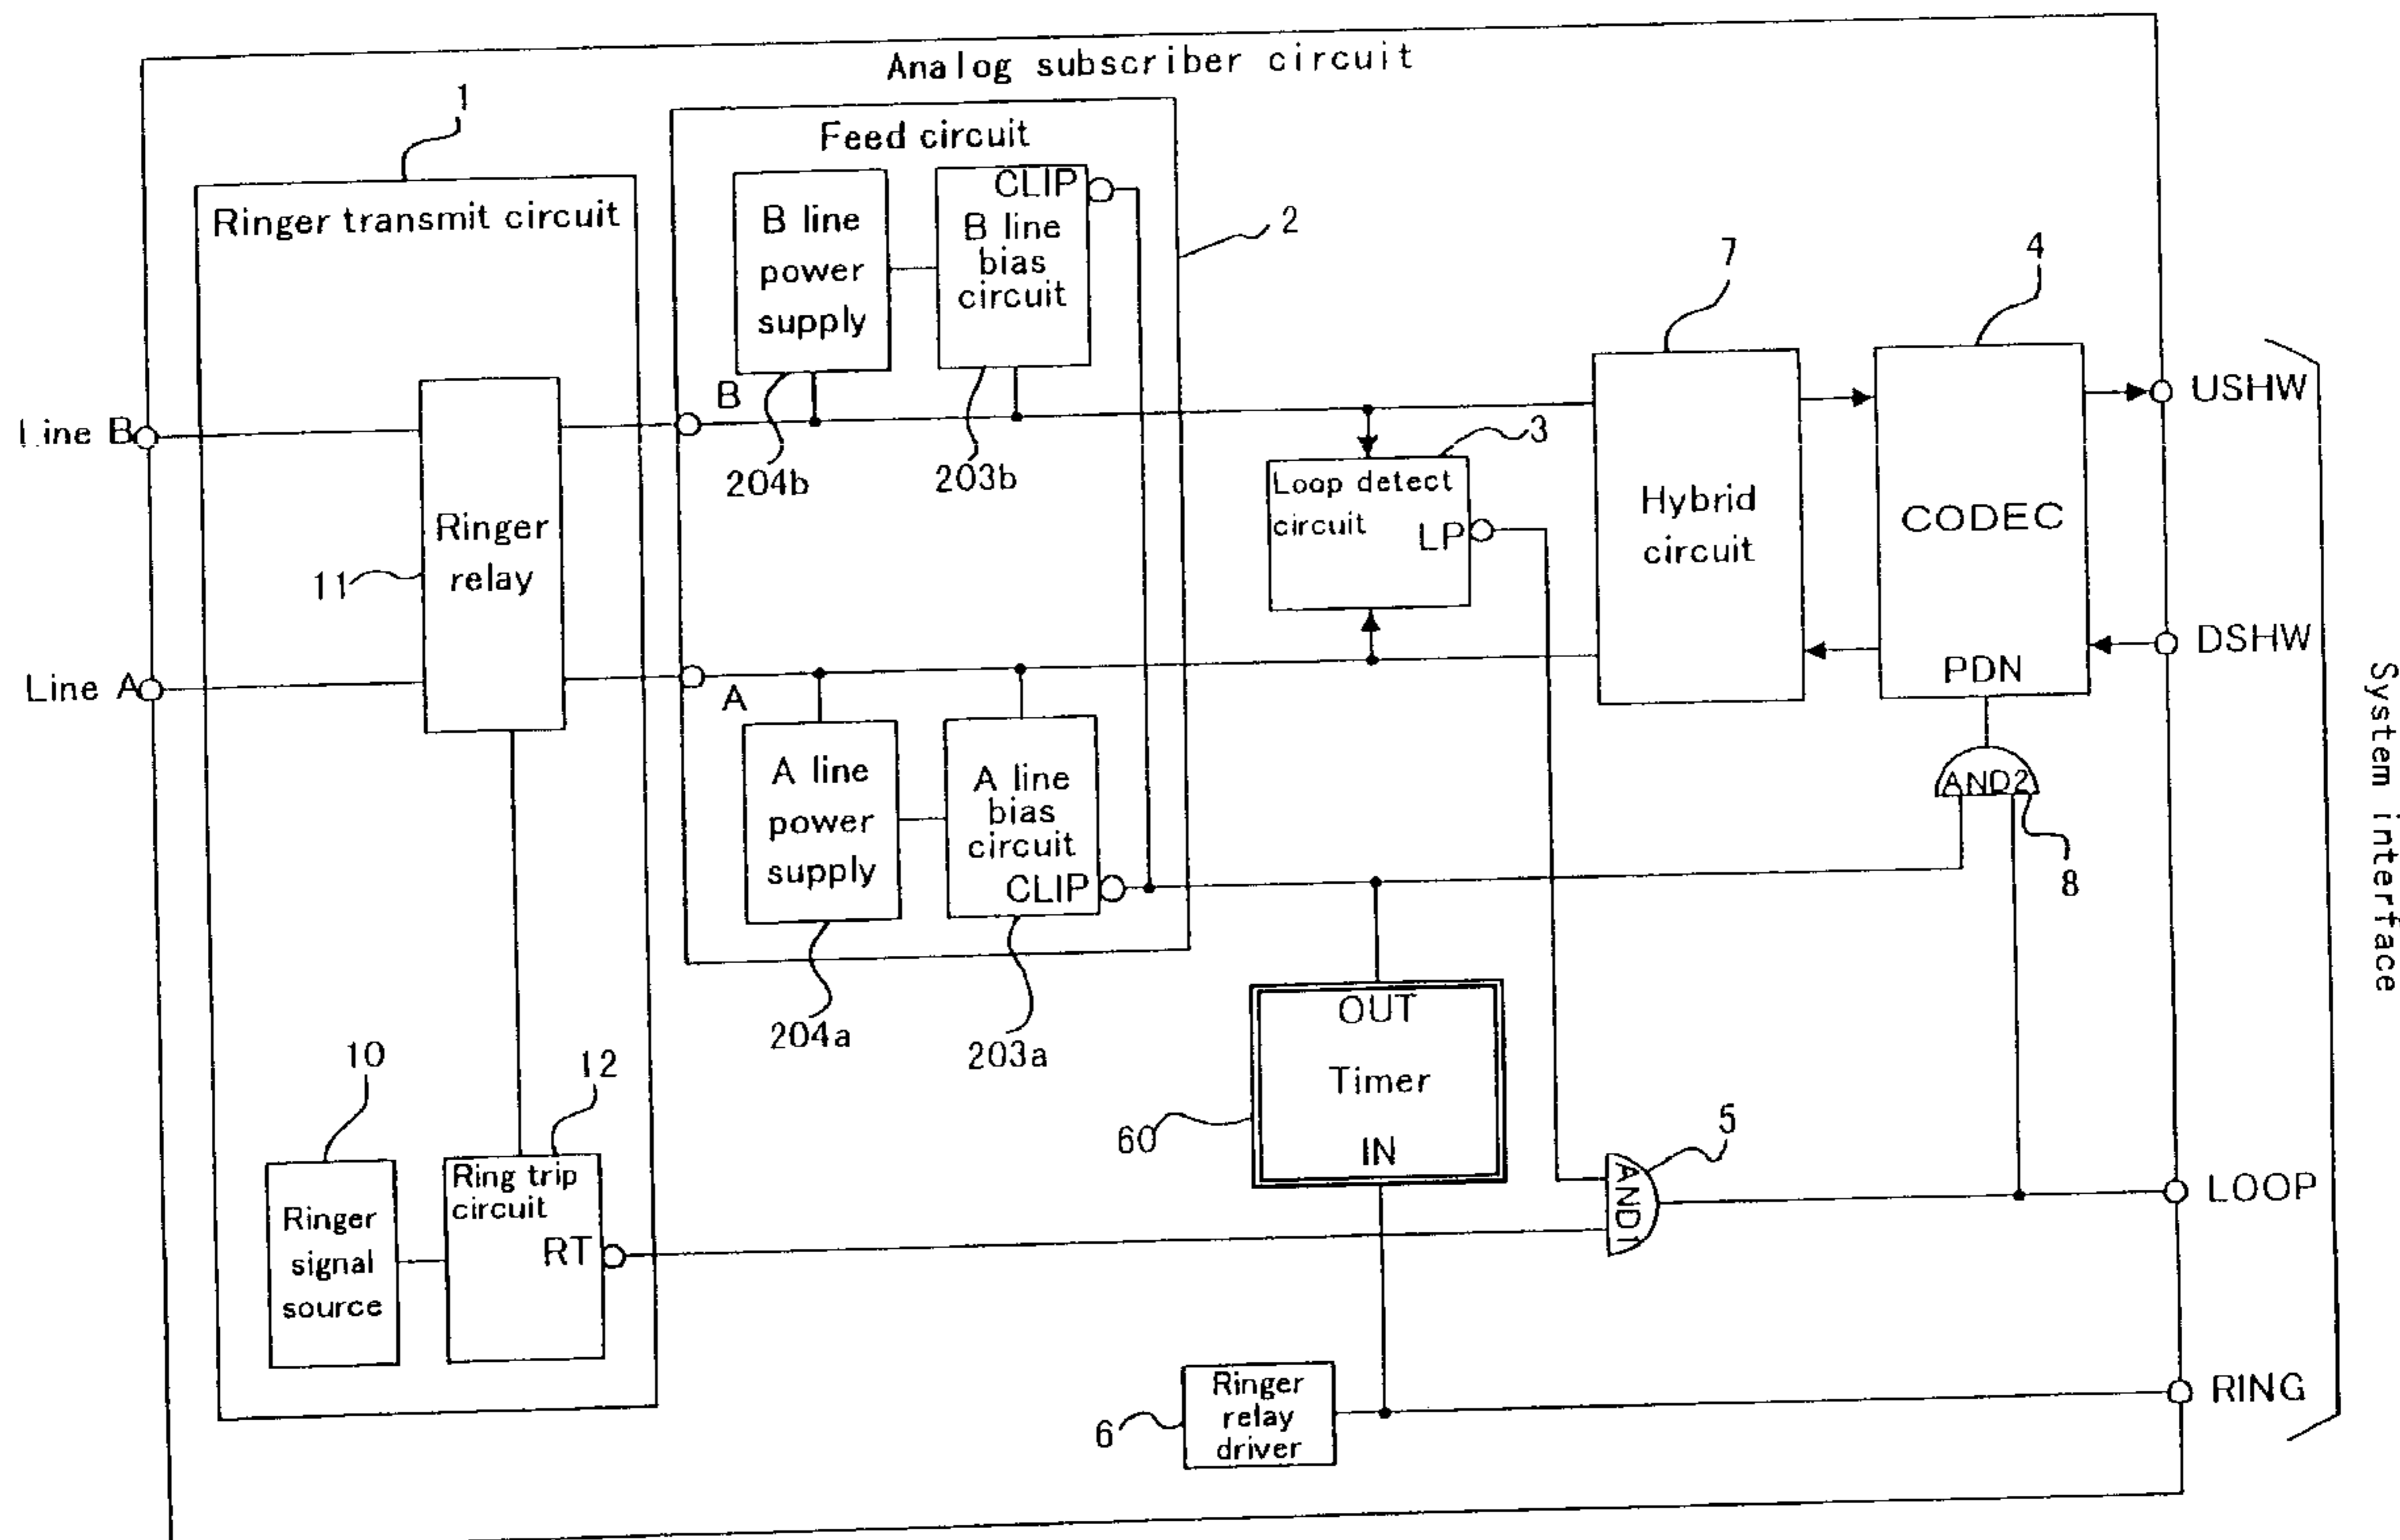 Analog subscriber circuit
1
Ringer transmit circuit
Feed circuit
B line
power
supply
CLIP
B line
bias
circuit
2
7
4
Line B
B
204b
203b
3
Loop detect
circuit
LP
Hybrid
circuit
CODEC
PDN
USHW
DSHW
Ringer
relay
11
Line A
A
A line
power
supply
A line
bias
circuit
CLIP
204a
203a
AND2
8
System interface
OUT
Timer
IN
60
10
12
Ringer
signal
source
Ring trip
circuit
RT
5
AND1
LOOP
RING
Ringer
relay
driver
6